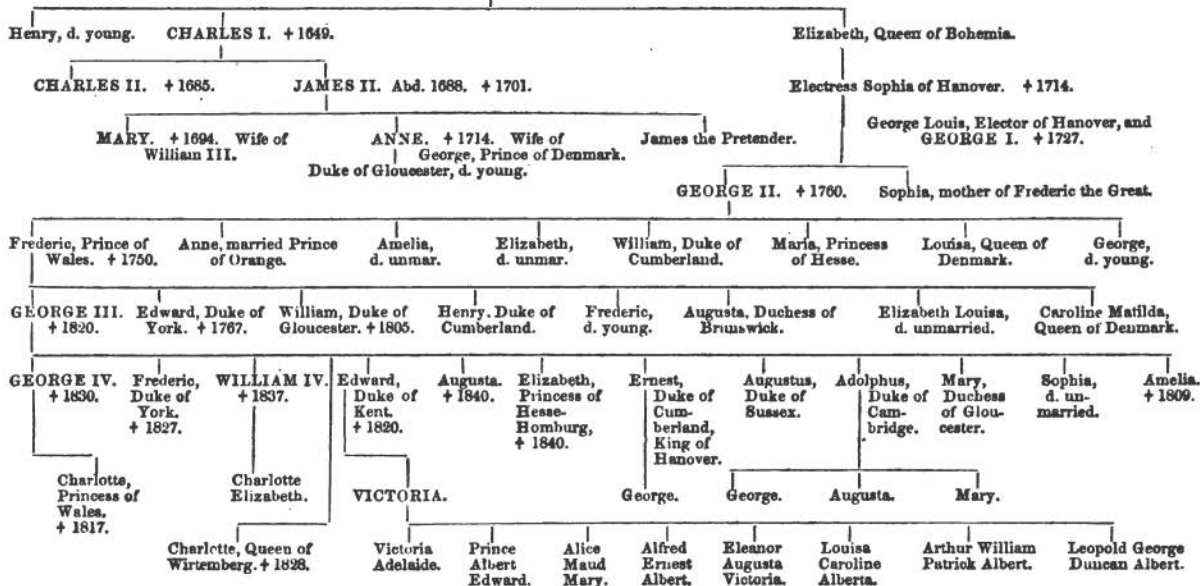 Henry, d. young. CHARLES I. + 1649. Elizabeth, Queen of Bohemia.
CHARLES II. + 1685. JAMES II. Abd. 1688. + 1701. Electress Sophia of Hanover. + 1714.
MARY. + 1694. Wife of
William III.
ANNE. + 1714. Wife of
George, Prince of Denmark.
Duke of Gloucester, d. young.
James the Pretender.
George Louis, Elector of Hanover, and
GEORGE I. + 1727.
GEORGE II. + 1760. Sophia, mother of Frederic the Great.
Frederic, Prince of
Wales. + 1750.
Anne, married Prince
of Orange.
Amelia,
d. unmar.
Elizabeth,
d. unmar.
William, Duke of
Cumberland.
Maria, Princess
of Hesse.
Louisa, Queen of
Denmark.
George,
d. young.
GEORGE III.
+ 1820.
Edward, Duke of
York. + 1767.
William, Duke of
Gloucester. + 1805.
Henry. Duke of
Cumberland.
Frederic,
d. young.
Augusta, Duchess of
Brunswick.
Elizabeth Louisa,
d. unmarried.
Caroline Matilda,
Queen of Denmark.
GEORGE IV.
+ 1830.
Frederic,
Duke of
York.
+ 1827.
WILLIAM IV.
+ 1837.
Edward,
Duke of
Kent.
+ 1820.
Augusta.
+ 1840.
Elizabeth,
Princess of
Hesse-
Homburg,
+ 1840.
Ernest,
Duke of
Cum-
berland,
King of
Hanover.
Augustus,
Duke of
Sussex.
Adolphus,
Duke of
Cam-
bridge.
Mary,
Duchess
of Glou-
cester.
Sophia,
d. un-
married.
Amelia.
+ 1809.
Charlotte,
Princess of
Wales.
+ 1817.
Charlotte
Elizabeth.
VICTORIA.
George.
George.
Augusta.
Mary.
Charlotte, Queen of
Wirtemberg. + 1828.
Victoria
Adelaide.
Prince
Albert
Edward.
Alice
Maud
Mary.
Alfred
Ernest
Albert.
Eleanor
Augusta
Victoria.
Louisa
Caroline
Alberta.
Arthur William
Patrick Albert.
Leopold George
Duncan Albert.